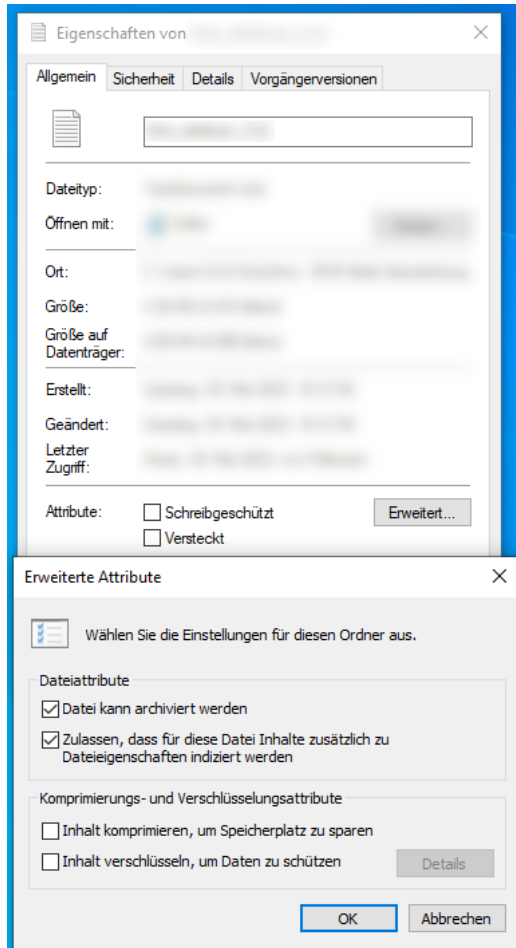 Eigenschaften von
Allgemein Sicherheit Details Vorgängerversionen
Dateityp:
Öffnen mit:
Ort:
Größe:
Größe auf
Datenträger:
Erstellt:
Geändert:
Letzter
Zugriff:
Attribute: Schreibgeschützt Erweitert...
Versteckt
Erweiterte Attribute
Wählen Sie die Einstellungen für diesen Ordner aus.
Dateiattribute
Datei kann archiviert werden
Zulassen, dass für diese Datei Inhalte zusätzlich zu
Dateieigenschaften indiziert werden
Komprimierungs- und Verschlüsselungsattribute
Inhalt komprimieren, um Speicherplatz zu sparen
Inhalt verschlüsseln, um Daten zu schützen Details
OK Abbrechen